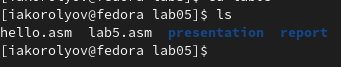 [iakorolyov@fedora lab05]$ ls
hello.asm lab5.asm presentation report
[iakorolyov@fedora lab05]$